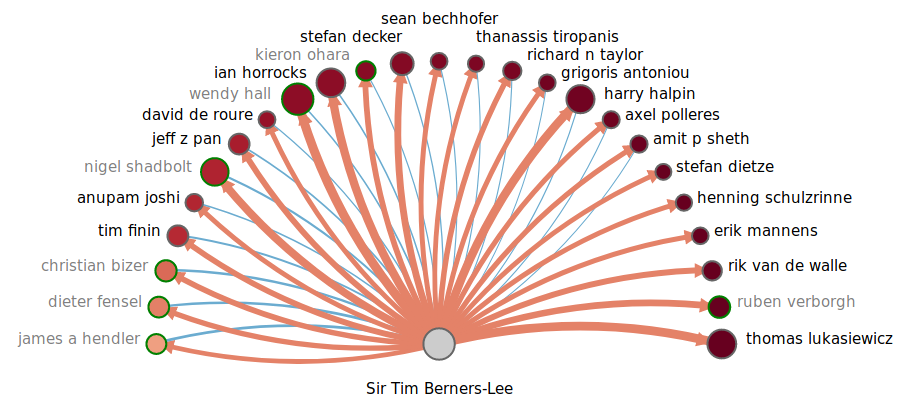 sean bechhofer
stefan decker
thanassis tiropanis
kieron ohara
richard n taylor
ian horrocks
grigoris antoniou
wendy hall
harry halpin
david de roure
axel polleres
jeff z pan
amit p sheth
nigel shadbolt
stefan dietze
anupam joshi
henning schulzrinne
tim finin
erik mannens
christian bizer
rik van de walle
dieter fensel
ruben verborgh
james a hendler
thomas lukasiewicz
Sir Tim Berners-Lee